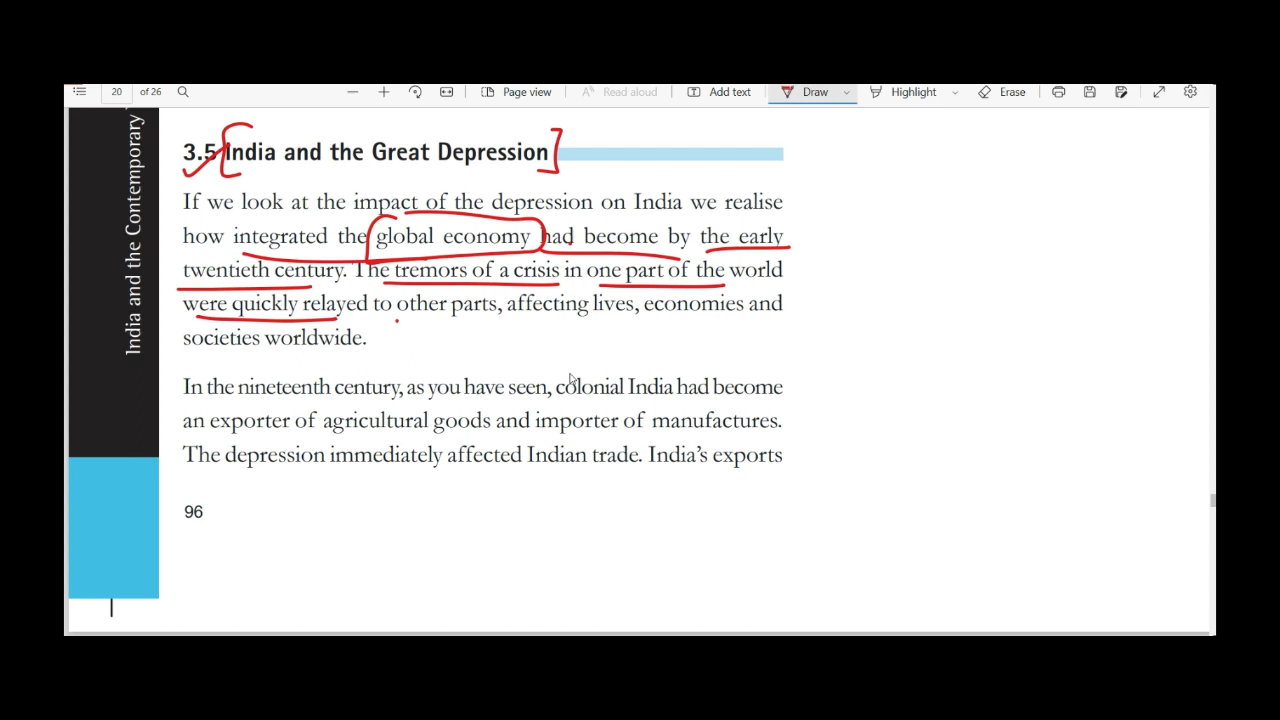 20 of 26 Page view Read aloud Add text Draw Highlight Erase
India and the Contemporary
3.5 India and the Great Depression
If we look at the impact of the depression on India we realise
how integrated the global economy had become by the early
twentieth century. The tremors of a crisis in one part of the world
were quickly relayed to other parts, affecting lives, economies and
societies worldwide.
In the nineteenth century, as you have seen, colonial India had become
an exporter of agricultural goods and importer of manufactures.
The depression immediately affected Indian trade. India’s exports
96